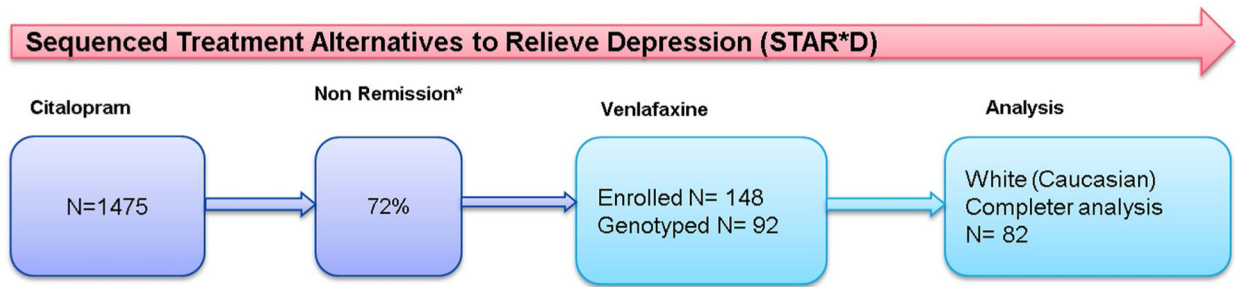 Sequenced Treatment Alternatives to Relieve Depression (STAR*D)
Citalopram
N=1475
Non Remission*
72%
Venlafaxine
Enrolled N= 148
Genotyped N= 92
Analysis
White (Caucasian)
Completer analysis
N= 82